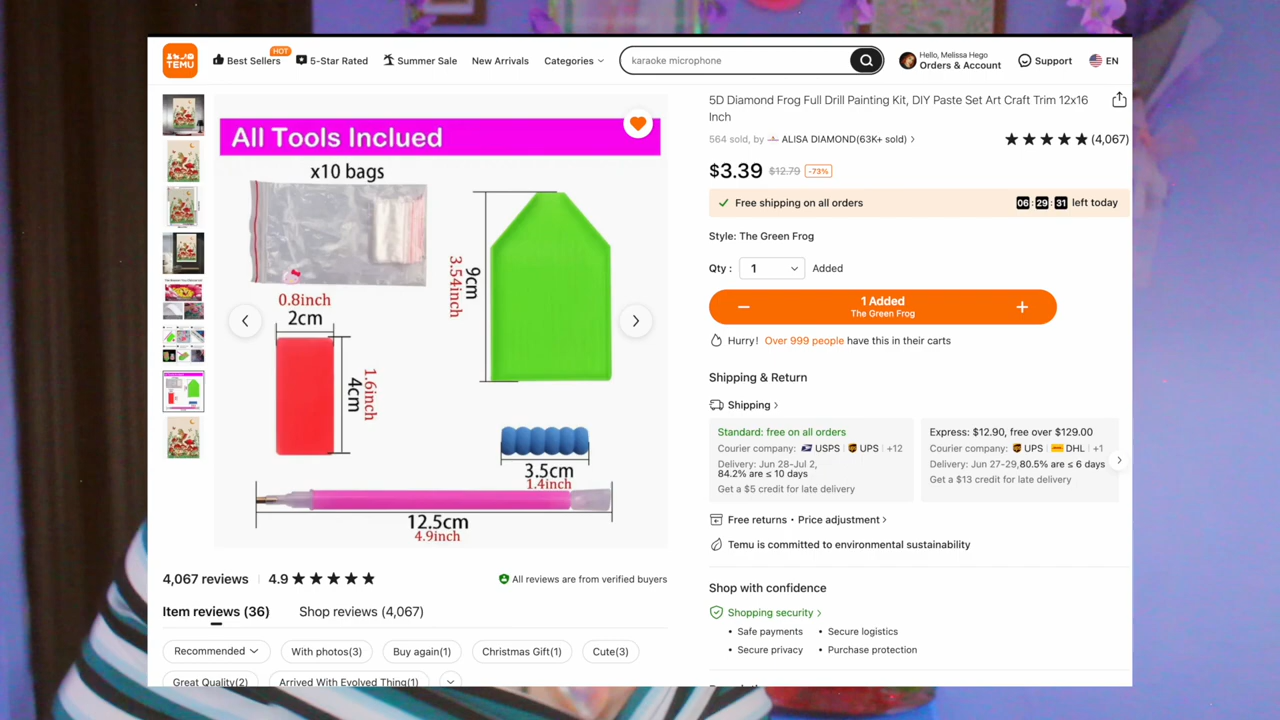 TEMU
HOT
Best Sellers
5-Star Rated
Summer Sale
New Arrivals
Categories
karaoke microphone
Hello, Melissa Hego
Orders & Account
Support
EN
All Tools Inclued
x10 bags
0.8inch
2cm
1.6inch
4cm
9cm
3.54inch
3.5cm
1.4inch
12.5cm
4.9inch
5D Diamond Frog Full Drill Painting Kit, DIY Paste Set Art Craft Trim 12x16
Inch
564 sold, by ALISA DIAMOND(63K+ sold)
(4,067)
$3.39 $12.79 -73%
Free shipping on all orders 06:29:31 left today
Style: The Green Frog
Qty : 1 Added
1 Added
The Green Frog
Hurry! Over 999 people have this in their carts
Shipping & Return
Shipping
Standard: free on all orders
Courier company: USPS UPS +12
Delivery: Jun 28-Jul 2,
84.2% are ≤ 10 days
Get a $5 credit for late delivery
Express: $12.90, free over $129.00
Courier company: UPS DHL +1
Delivery: Jun 27-29,80.5% are ≤ 6 days
Get a $13 credit for late delivery
Free returns · Price adjustment
Temu is committed to environmental sustainability
Shop with confidence
Shopping security
• Safe payments • Secure logistics
• Secure privacy • Purchase protection
4,067 reviews 4.9
All reviews are from verified buyers
Item reviews (36) Shop reviews (4,067)
Recommended With photos(3) Buy again(1) Christmas Gift(1) Cute(3)
Great Quality(2) Arrived With Evolved Thing(1)